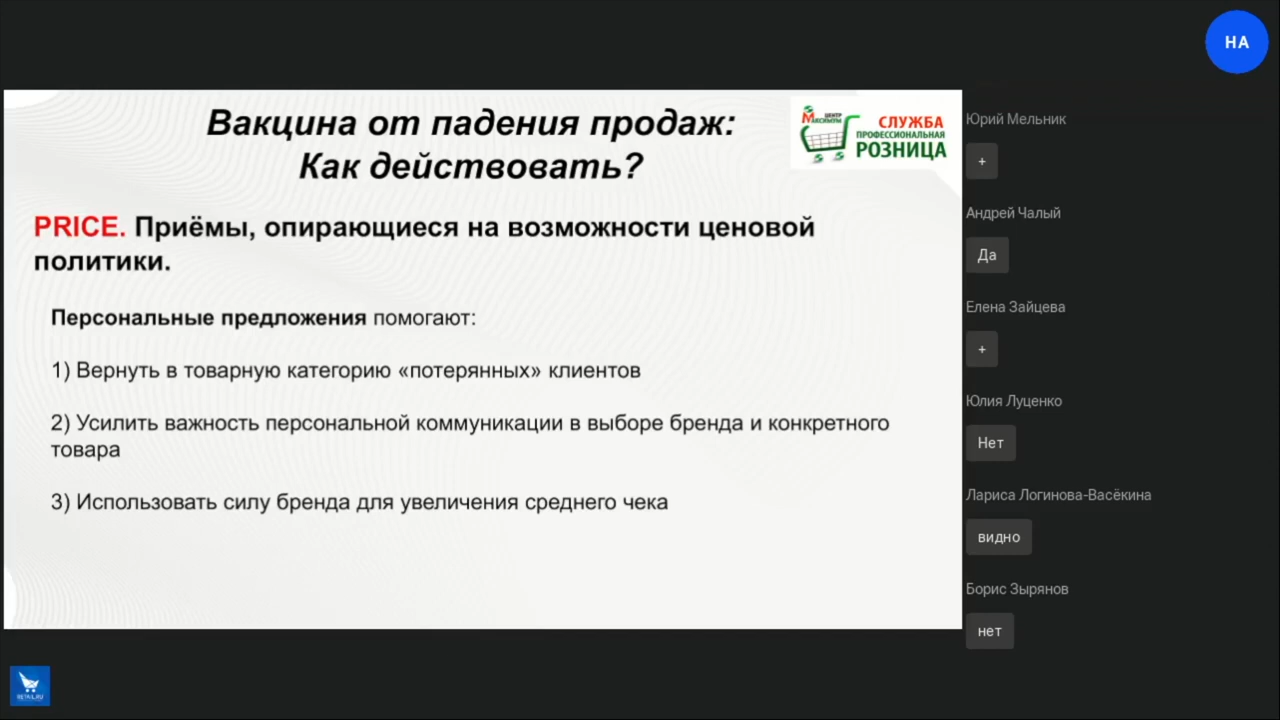 НА
Вакцина от падения продаж:
Как действовать?
ЦЕНТР
МАКСИМУМ
СЛУЖБА
ПРОФЕССИОНАЛЬНАЯ
РОЗНИЦА
PRICE. Приёмы, опирающиеся на возможности ценовой
политики.
Персональные предложения помогают:
1) Вернуть в товарную категорию «потерянных» клиентов
2) Усилить важность персональной коммуникации в выборе бренда и конкретного
товара
3) Использовать силу бренда для увеличения среднего чека
Юрий Мельник
+
Андрей Чалый
Да
Елена Зайцева
+
Юлия Луценко
Нет
Лариса Логинова-Васёкина
видно
Борис Зырянов
нет
RETAIL.RU